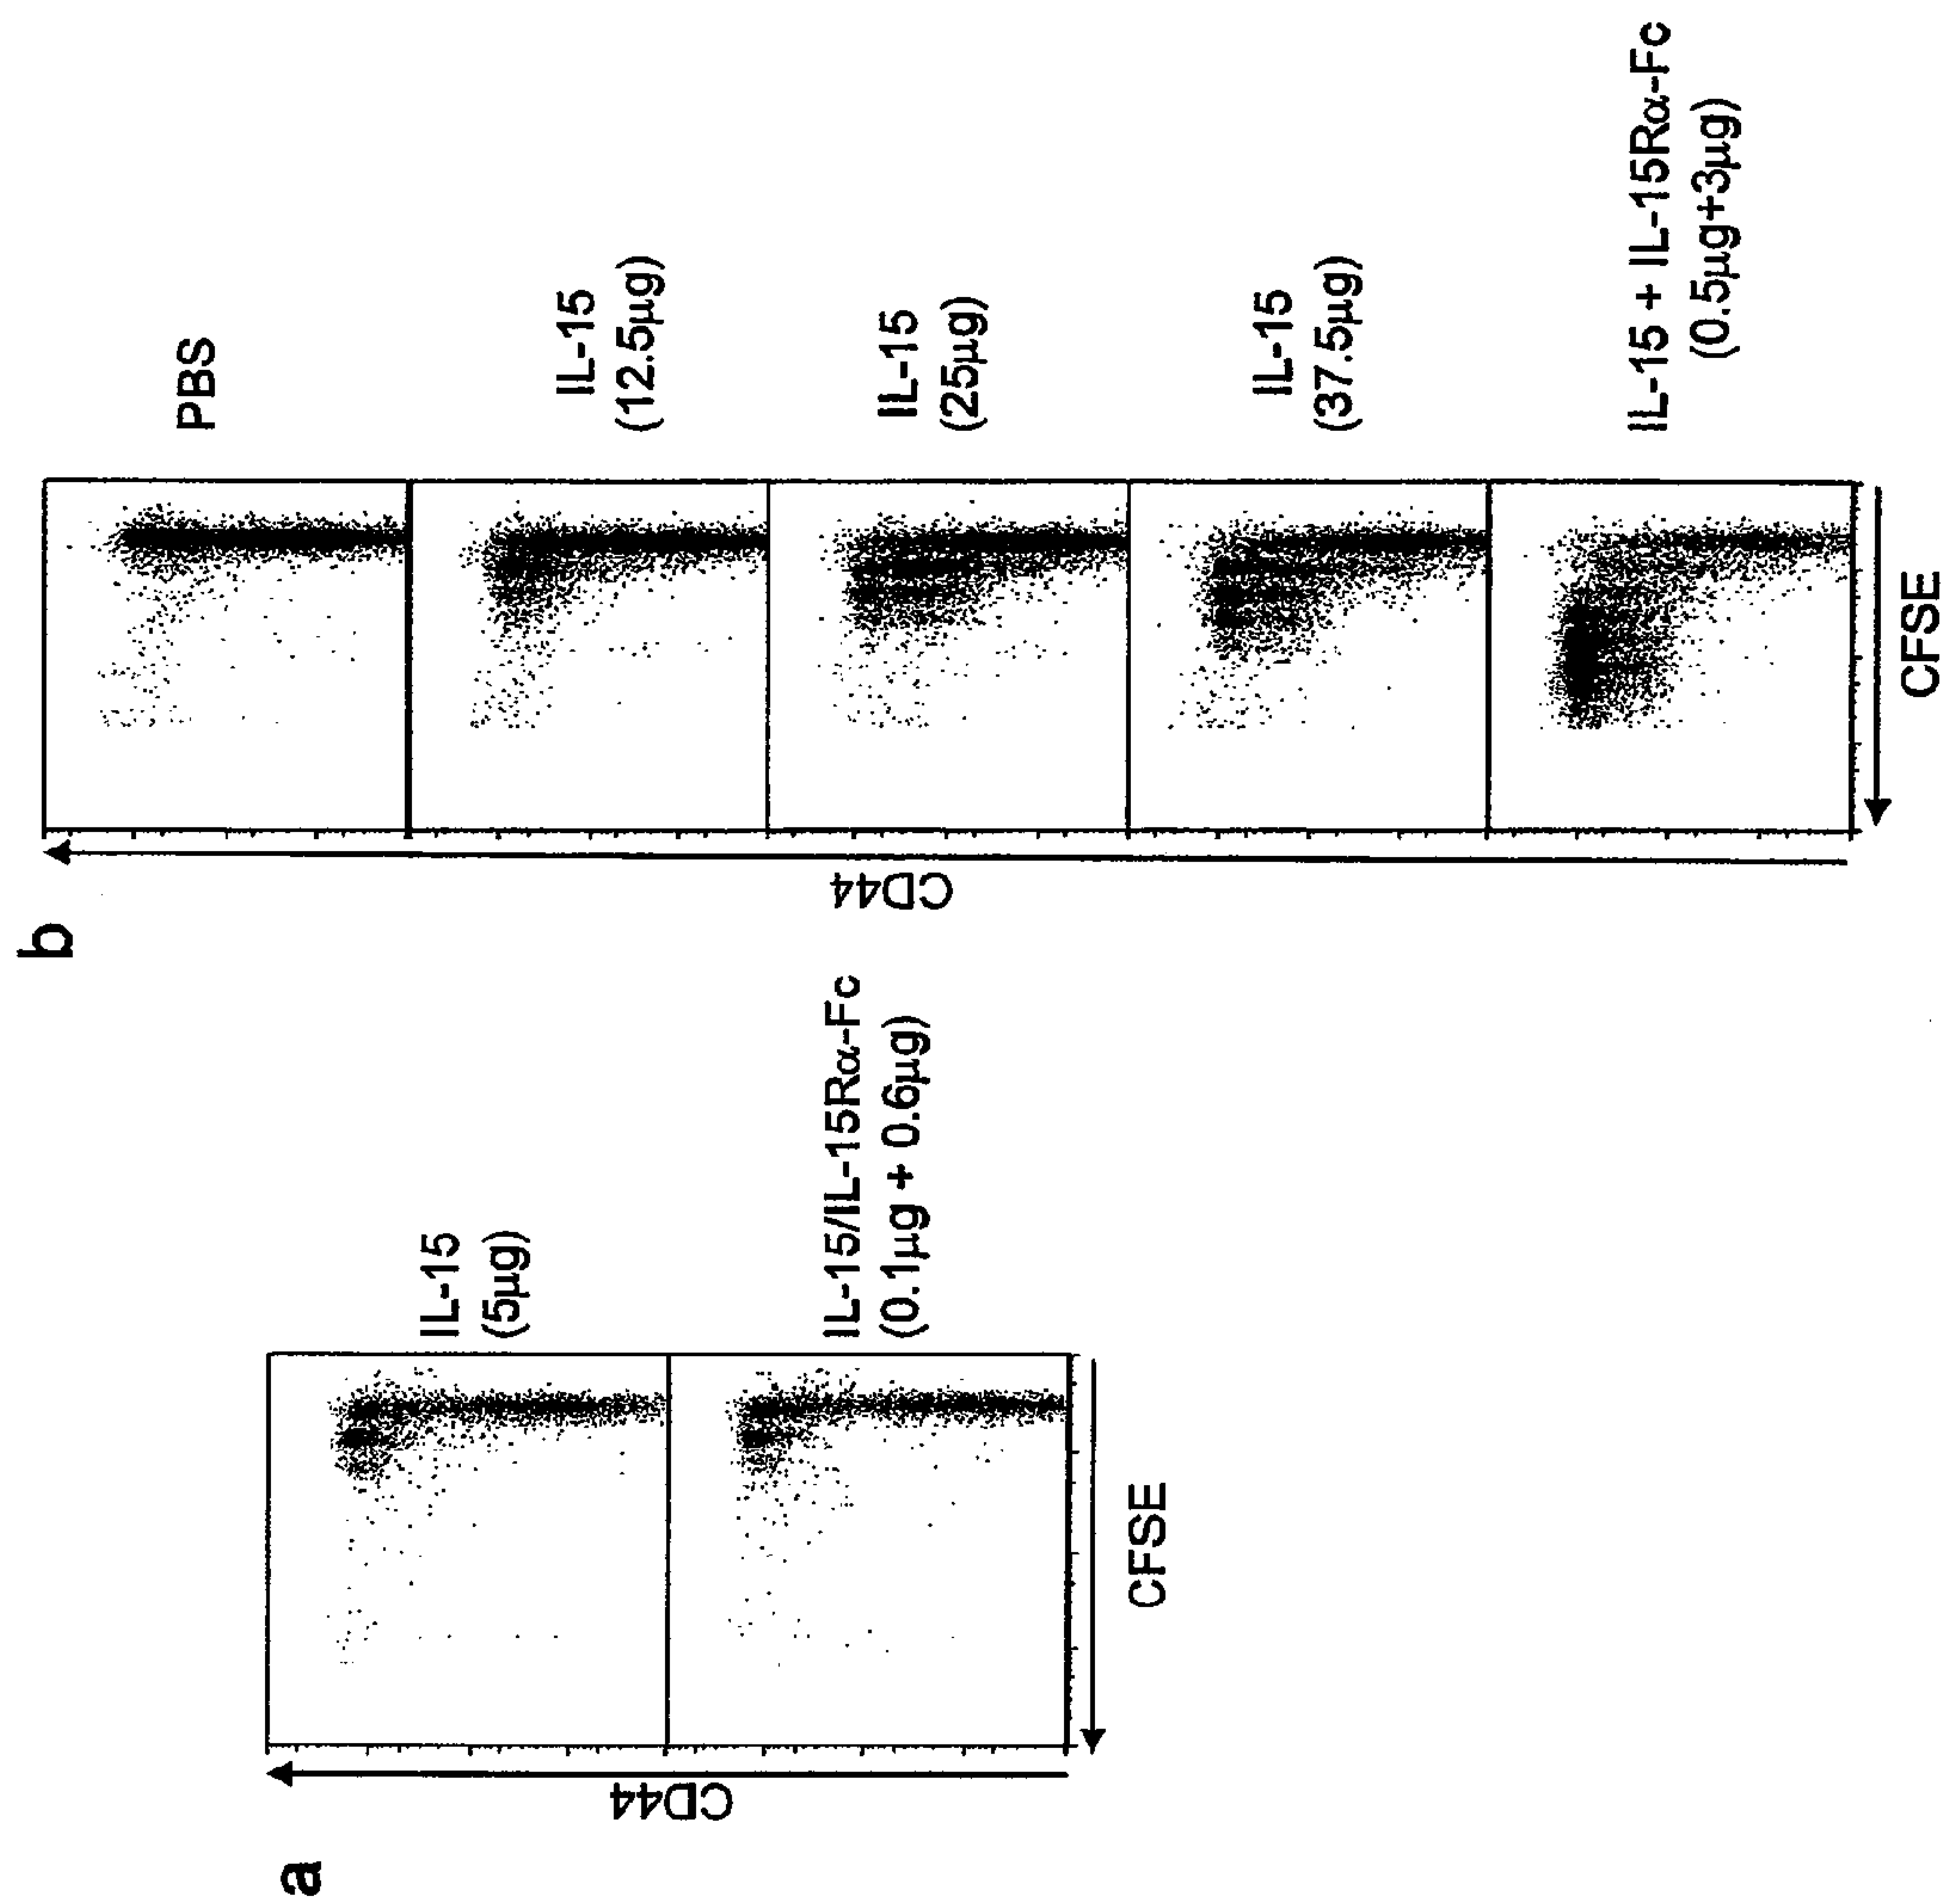 a
CD44
IL-15
(5µg)
IL-15/IL-15Rα-Fc
(0.1µg + 0.6µg)
CFSE
b
CD44
PBS
IL-15
(12.5µg)
IL-15
(25µg)
IL-15
(37.5µg)
IL-15 + IL-15Rα-Fc
(0.5µg+3µg)
CFSE